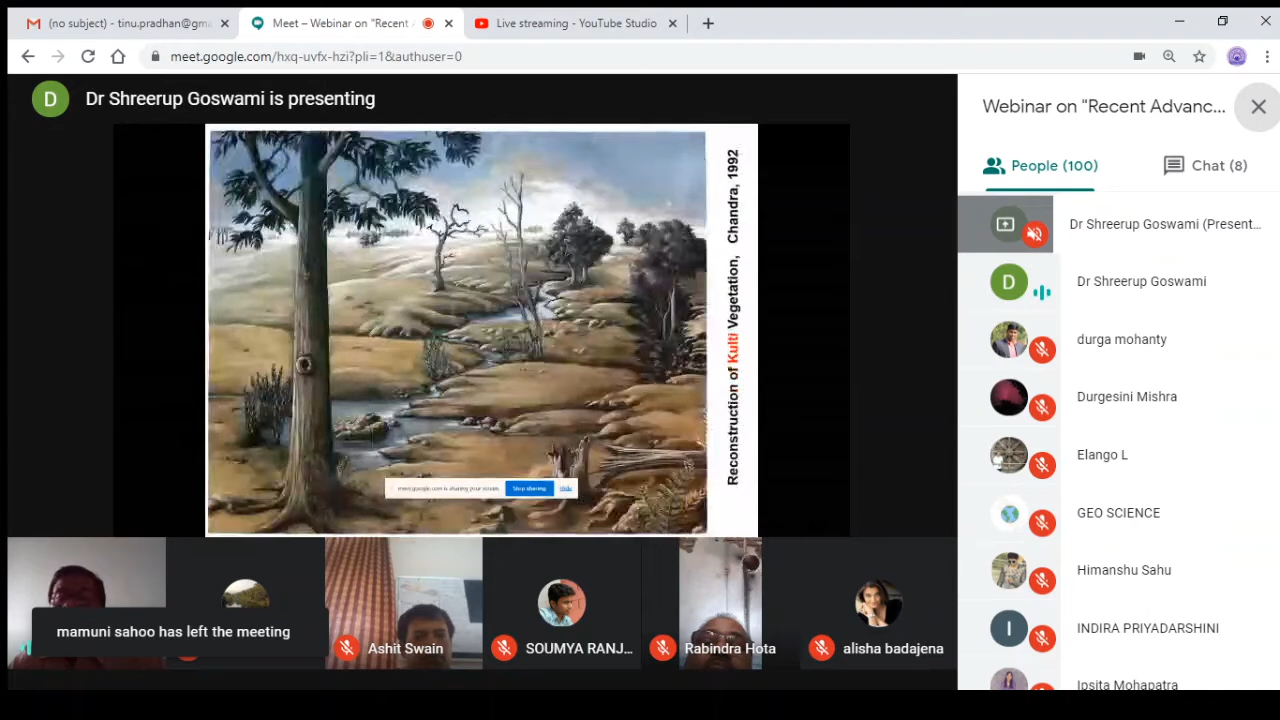 (no subject) - tinu.pradhan@gma
Meet – Webinar on "Recent A
Live streaming - YouTube Studio
meet.google.com/hxq-uvfx-hzi?pli=1&authuser=0
D
Dr Shreerup Goswami is presenting
Webinar on "Recent Advanc...
People (100)
Chat (8)
Reconstruction of Kulti Vegetation, Chandra, 1992
meet.google.com is sharing your screen.
Stop sharing
Hide
Dr Shreerup Goswami (Present...
D
Dr Shreerup Goswami
durga mohanty
Durgesini Mishra
Elango L
GEO SCIENCE
Himanshu Sahu
I
INDIRA PRIYADARSHINI
Ipsita Mohapatra
mamuni sahoo has left the meeting
Ashit Swain
SOUMYA RANJ...
Rabindra Hota
alisha badajena